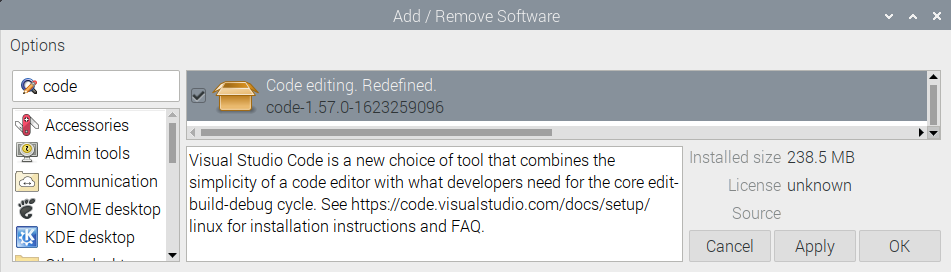 Add / Remove Software
Options
code
Accessories
Admin tools
Communication
GNOME desktop
KDE desktop
Code editing. Redefined.
code-1.57.0-1623259096
Visual Studio Code is a new choice of tool that combines the
simplicity of a code editor with what developers need for the core edit-
build-debug cycle. See https://code.visualstudio.com/docs/setup/
linux for installation instructions and FAQ.
Installed size 238.5 MB
License unknown
Source
Cancel Apply OK